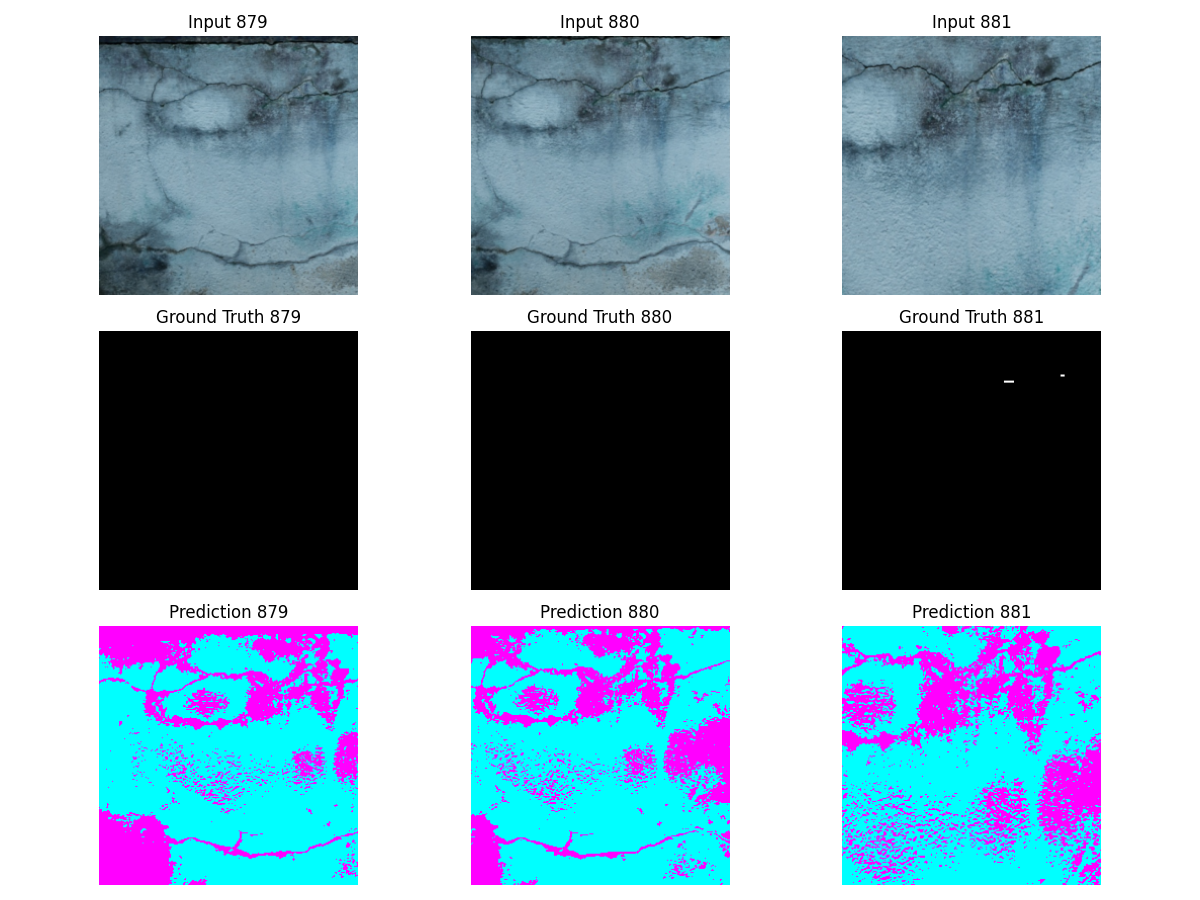 Input 879
Input 880
Input 881
Ground Truth 879
Ground Truth 880
Ground Truth 881
Prediction 879
Prediction 880
Prediction 881